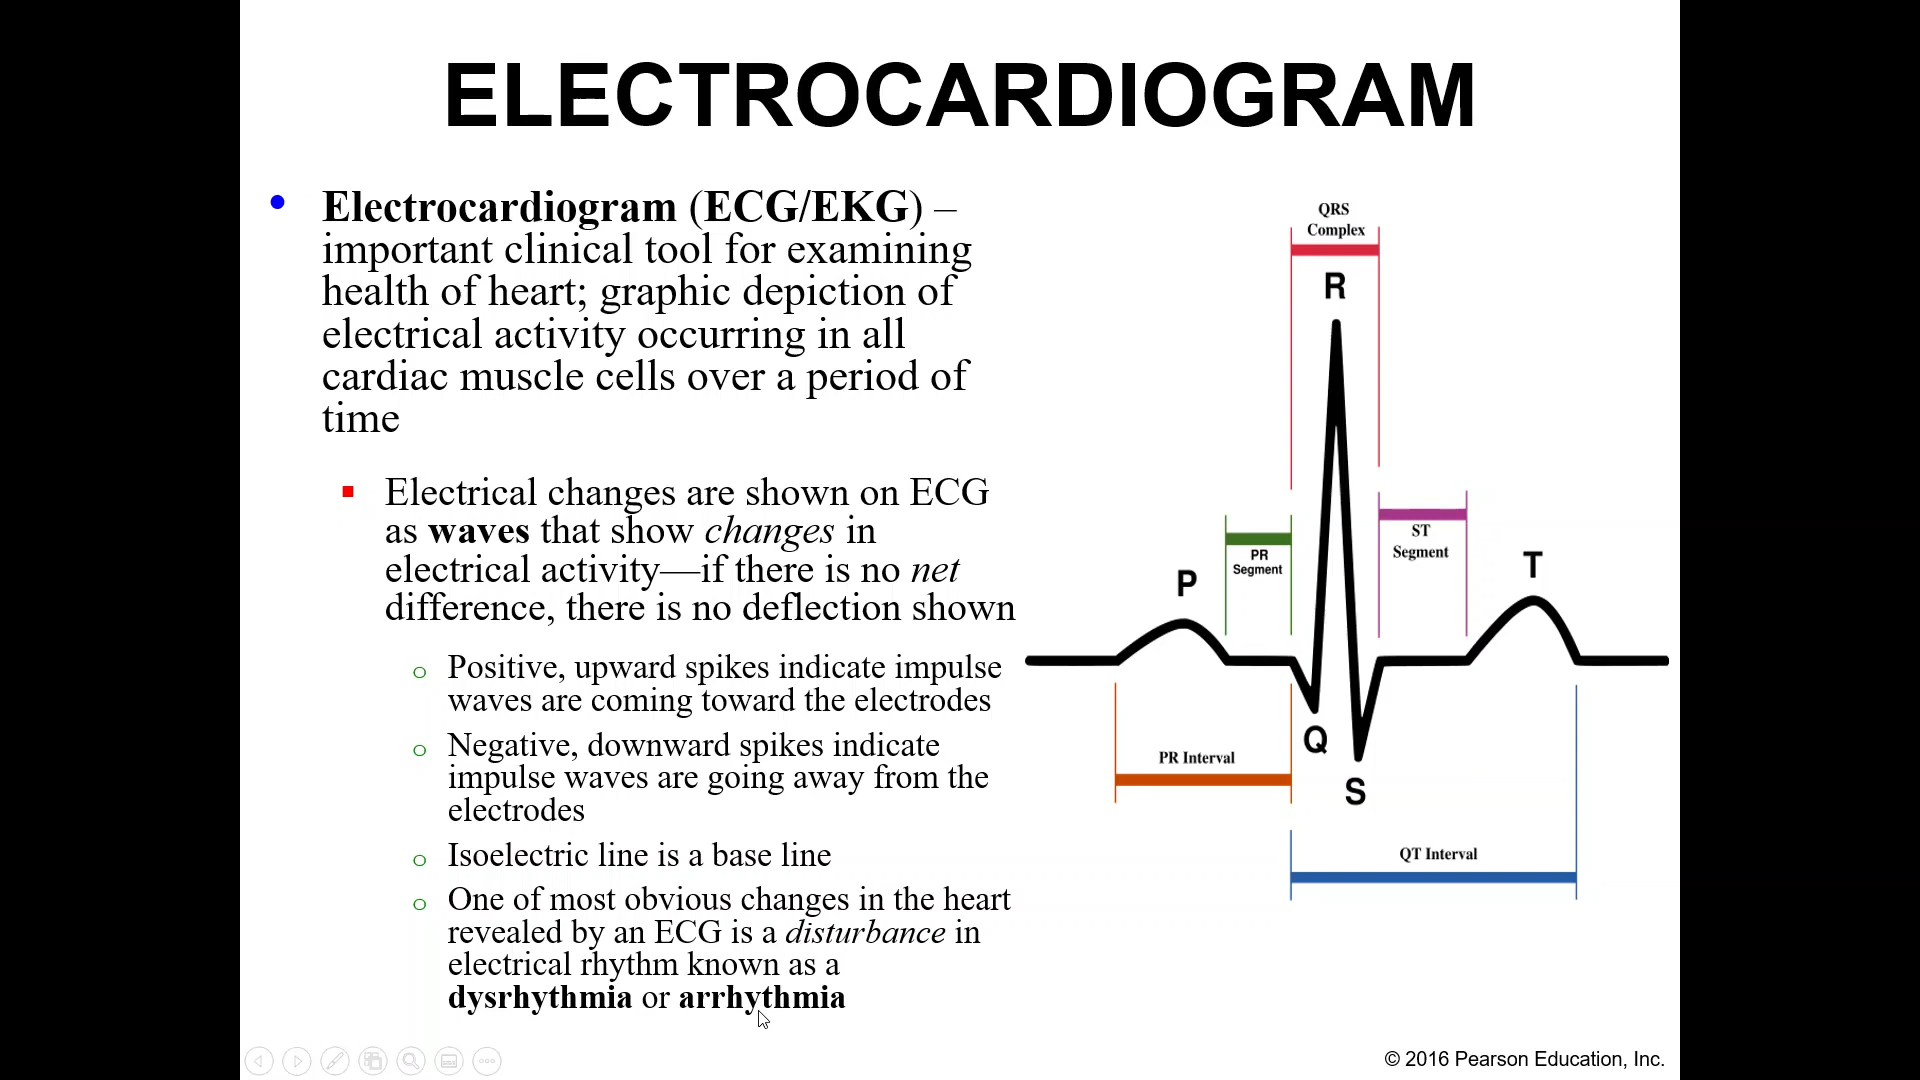 ELECTROCARDIOGRAM
• Electrocardiogram (ECG/EKG) –
important clinical tool for examining
health of heart; graphic depiction of
electrical activity occurring in all
cardiac muscle cells over a period of
time
▪ Electrical changes are shown on ECG
as waves that show changes in
electrical activity—if there is no net
difference, there is no deflection shown
o Positive, upward spikes indicate impulse
waves are coming toward the electrodes
o Negative, downward spikes indicate
impulse waves are going away from the
electrodes
o Isoelectric line is a base line
o One of most obvious changes in the heart
revealed by an ECG is a disturbance in
electrical rhythm known as a
dysrhythmia or arrhythmia
QRS
Complex
R
PR
Segment
ST
Segment
P
T
Q
S
PR Interval
QT Interval
© 2016 Pearson Education, Inc.